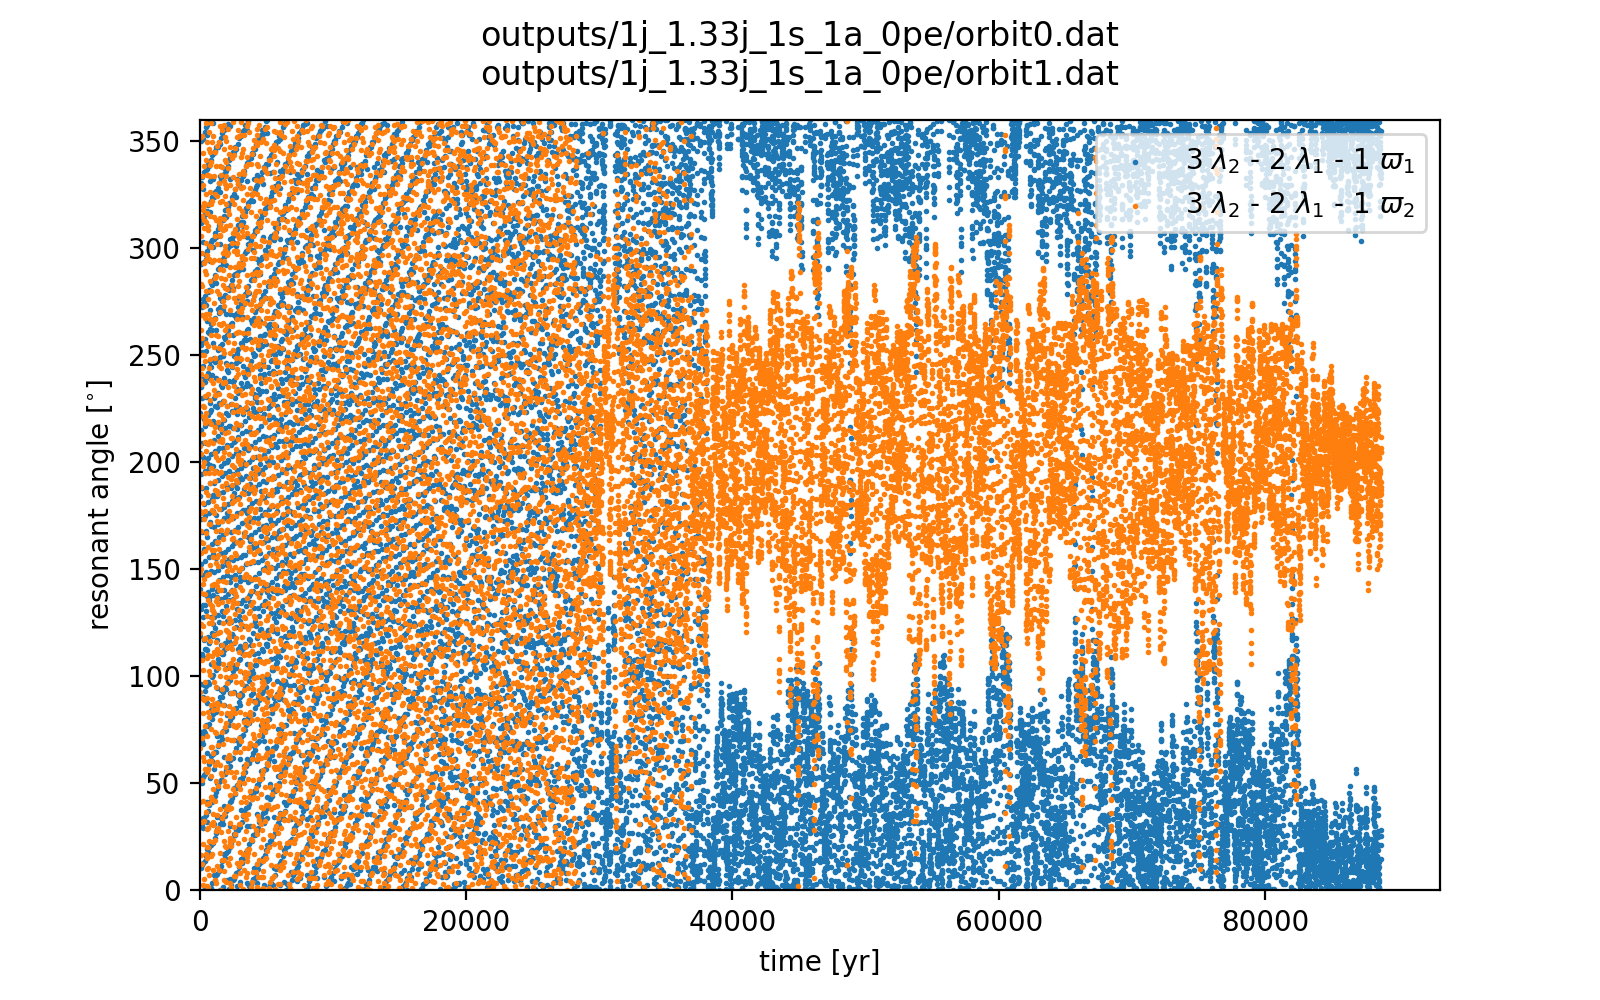 outputs/1j_1.33j_1s_1a_0pe/orbit0.dat
outputs/1j_1.33j_1s_1a_0pe/orbit1.dat
350
300
250
200
150
100
50
0
resonant angle [°]
3 λ₂ - 2 λ₁ - 1 ϖ₁
3 λ₂ - 2 λ₁ - 1 ϖ₂
0 20000 40000 60000 80000
time [yr]